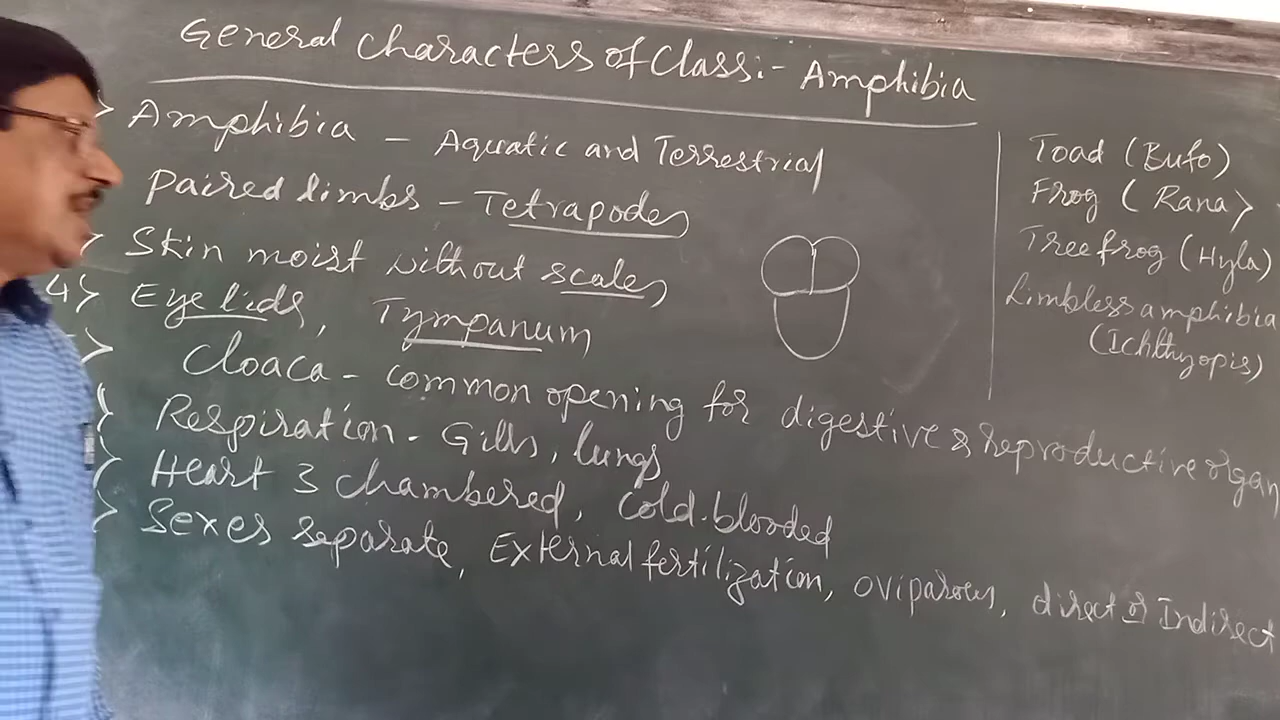 General characters of Class:- Amphibia
> Amphibia - Aquatic and Terrestrial
Paired limbs - Tetrapodes
> Skin moist without scales
4> Eye lids, Tympanum
> Cloaca - common opening for digestive & reproductive organ
Respiration - Gills, lungs
Heart 3 chambered, Cold-blooded
> Sexes separate, External fertilization, oviparous, direct or Indirect
Toad (Bufo)
Frog (Rana>
Tree frog (Hyla)
Limbless amphibia
(Ichthyopis)